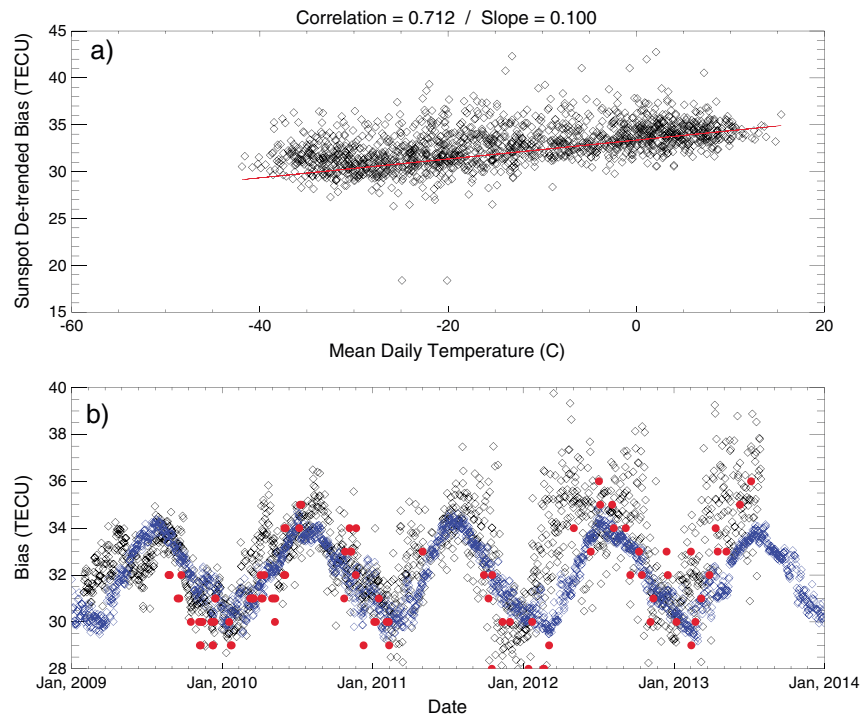 Correlation = 0.712 / Slope = 0.100
a)
Sunspot De-trended Bias (TECU)
45
40
35
30
25
20
15
-60
-40
-20
0
20
Mean Daily Temperature (C)
b)
Bias (TECU)
40
38
36
34
32
30
28
Jan, 2009
Jan, 2010
Jan, 2011
Jan, 2012
Jan, 2013
Jan, 2014
Date